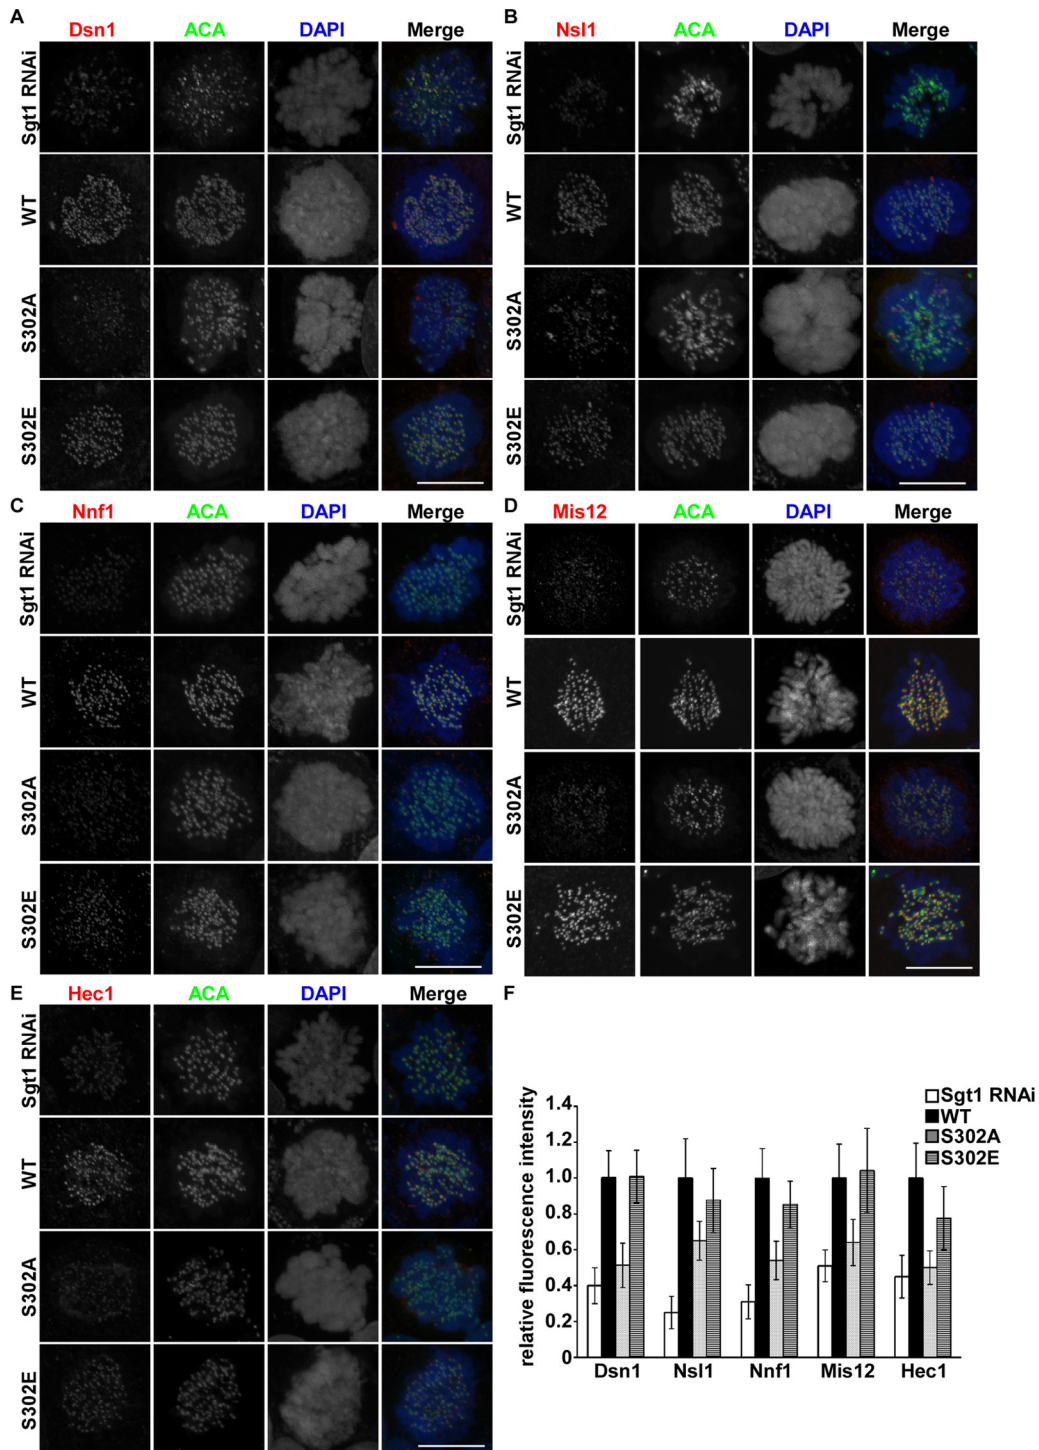 A
Dsn1 ACA DAPI Merge
Sgt1 RNAi
WT
S302A
S302E
B
Nsl1 ACA DAPI Merge
Sgt1 RNAi
WT
S302A
S302E
C
Nnf1 ACA DAPI Merge
Sgt1 RNAi
WT
S302A
S302E
D
Mis12 ACA DAPI Merge
Sgt1 RNAi
WT
S302A
S302E
E
Hec1 ACA DAPI Merge
Sgt1 RNAi
WT
S302A
S302E
F
relative fluorescence intensity
1.4
1.2
1.0
0.8
0.6
0.4
0.2
0
Sgt1 RNAi
WT
S302A
S302E
Dsn1 Nsl1 Nnf1 Mis12 Hec1